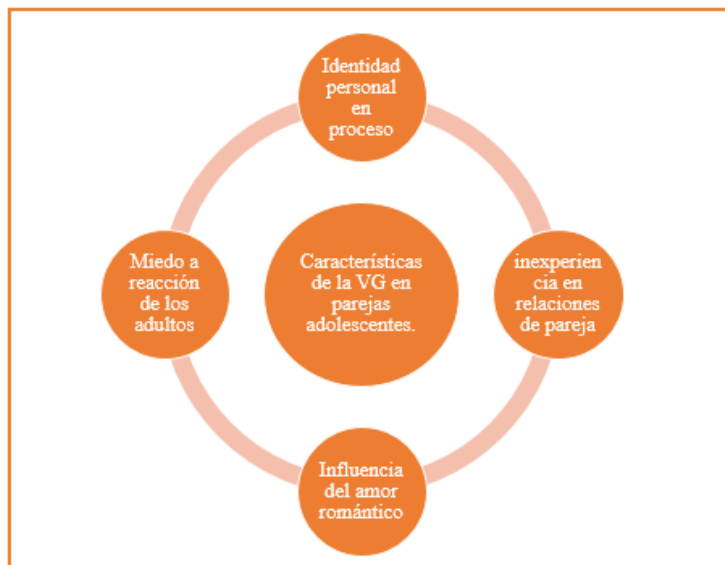 Identidad
personal
en
proceso
Miedo a
reacción
de los
adultos
Características
de la VG en
parejas
adolescentes.
inexperien
cia en
relaciones
de pareja
Influencia
del amor
romántico